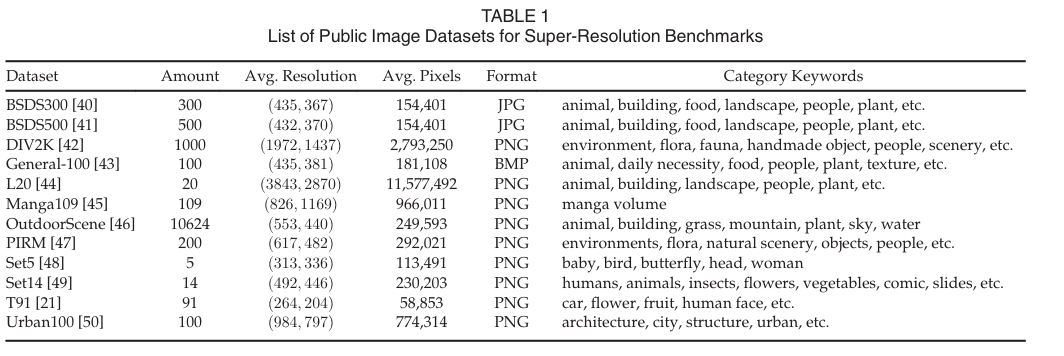 TABLE 1
List of Public Image Datasets for Super-Resolution Benchmarks
Dataset Amount Avg. Resolution Avg. Pixels Format Category Keywords
BSDS300 [40] 300 (435, 367) 154,401 JPG animal, building, food, landscape, people, plant, etc.
BSDS500 [41] 500 (432, 370) 154,401 JPG animal, building, food, landscape, people, plant, etc.
DIV2K [42] 1000 (1972, 1437) 2,793,250 PNG environment, flora, fauna, handmade object, people, scenery, etc.
General-100 [43] 100 (435, 381) 181,108 BMP animal, daily necessity, food, people, plant, texture, etc.
L20 [44] 20 (3843, 2870) 11,577,492 PNG animal, building, landscape, people, plant, etc.
Manga109 [45] 109 (826, 1169) 966,011 PNG manga volume
OutdoorScene [46] 10624 (553, 440) 249,593 PNG animal, building, grass, mountain, plant, sky, water
PIRM [47] 200 (617, 482) 292,021 PNG environments, flora, natural scenery, objects, people, etc.
Set5 [48] 5 (313, 336) 113,491 PNG baby, bird, butterfly, head, woman
Set14 [49] 14 (492, 446) 230,203 PNG humans, animals, insects, flowers, vegetables, comic, slides, etc.
T91 [21] 91 (264, 204) 58,853 PNG car, flower, fruit, human face, etc.
Urban100 [50] 100 (984, 797) 774,314 PNG architecture, city, structure, urban, etc.